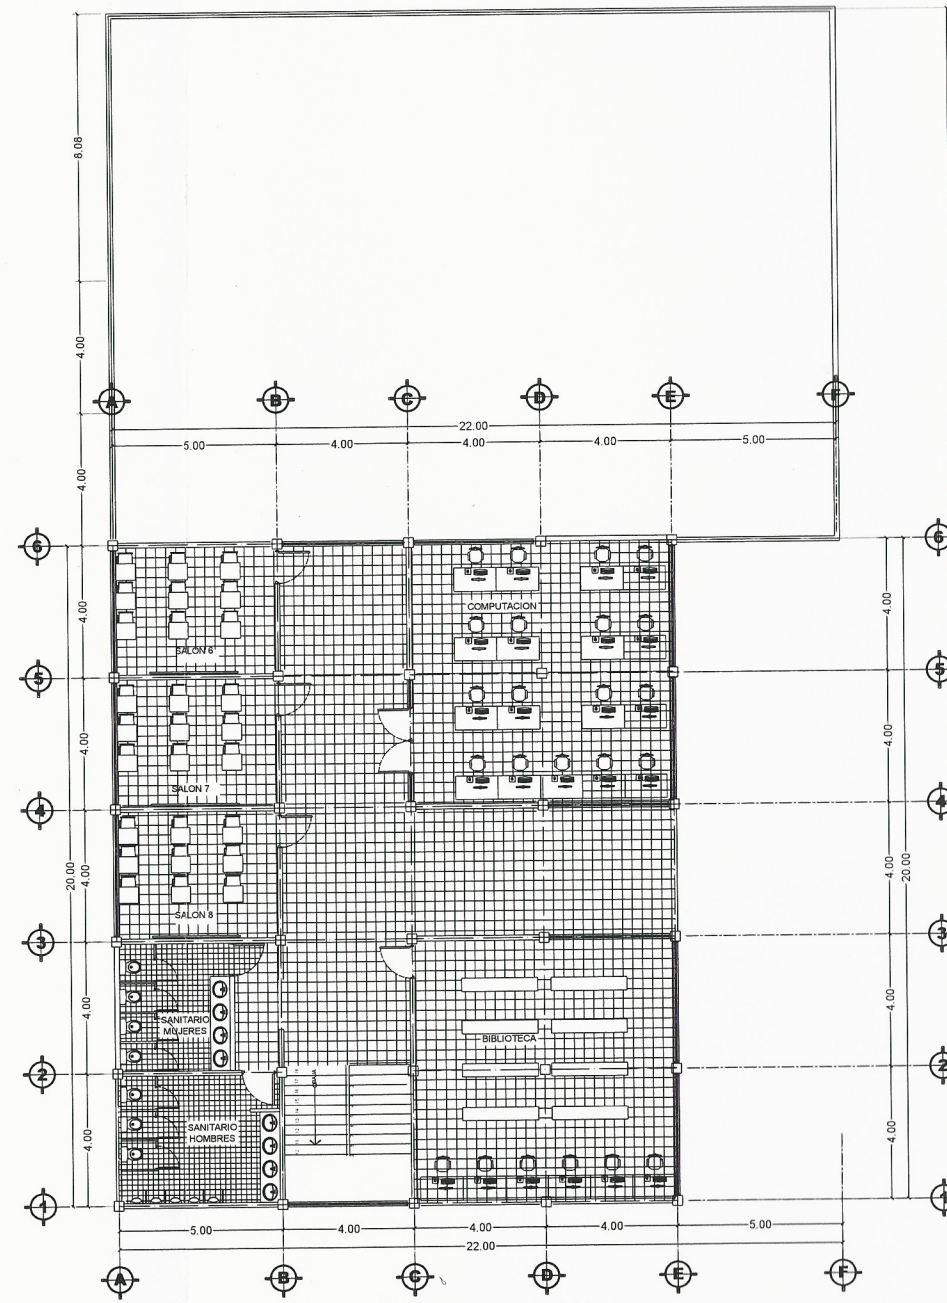 8.08
4.00
A B C D E F
22.00
5.00 4.00 4.00 4.00 5.00
4.00
6 6
COMPUTACION
4.00 4.00
SALON 6
5 5
4.00 4.00
SALON 7
4 4
20.00 4.00 4.00 20.00
SALON 8
3 3
SANITARIO
MUJERES
BIBLIOTECA
4.00 4.00
2 2
BAJA
SANITARIO
HOMBRES
4.00 4.00
1 1
5.00 4.00 4.00 4.00 5.00
22.00
A B C D E F